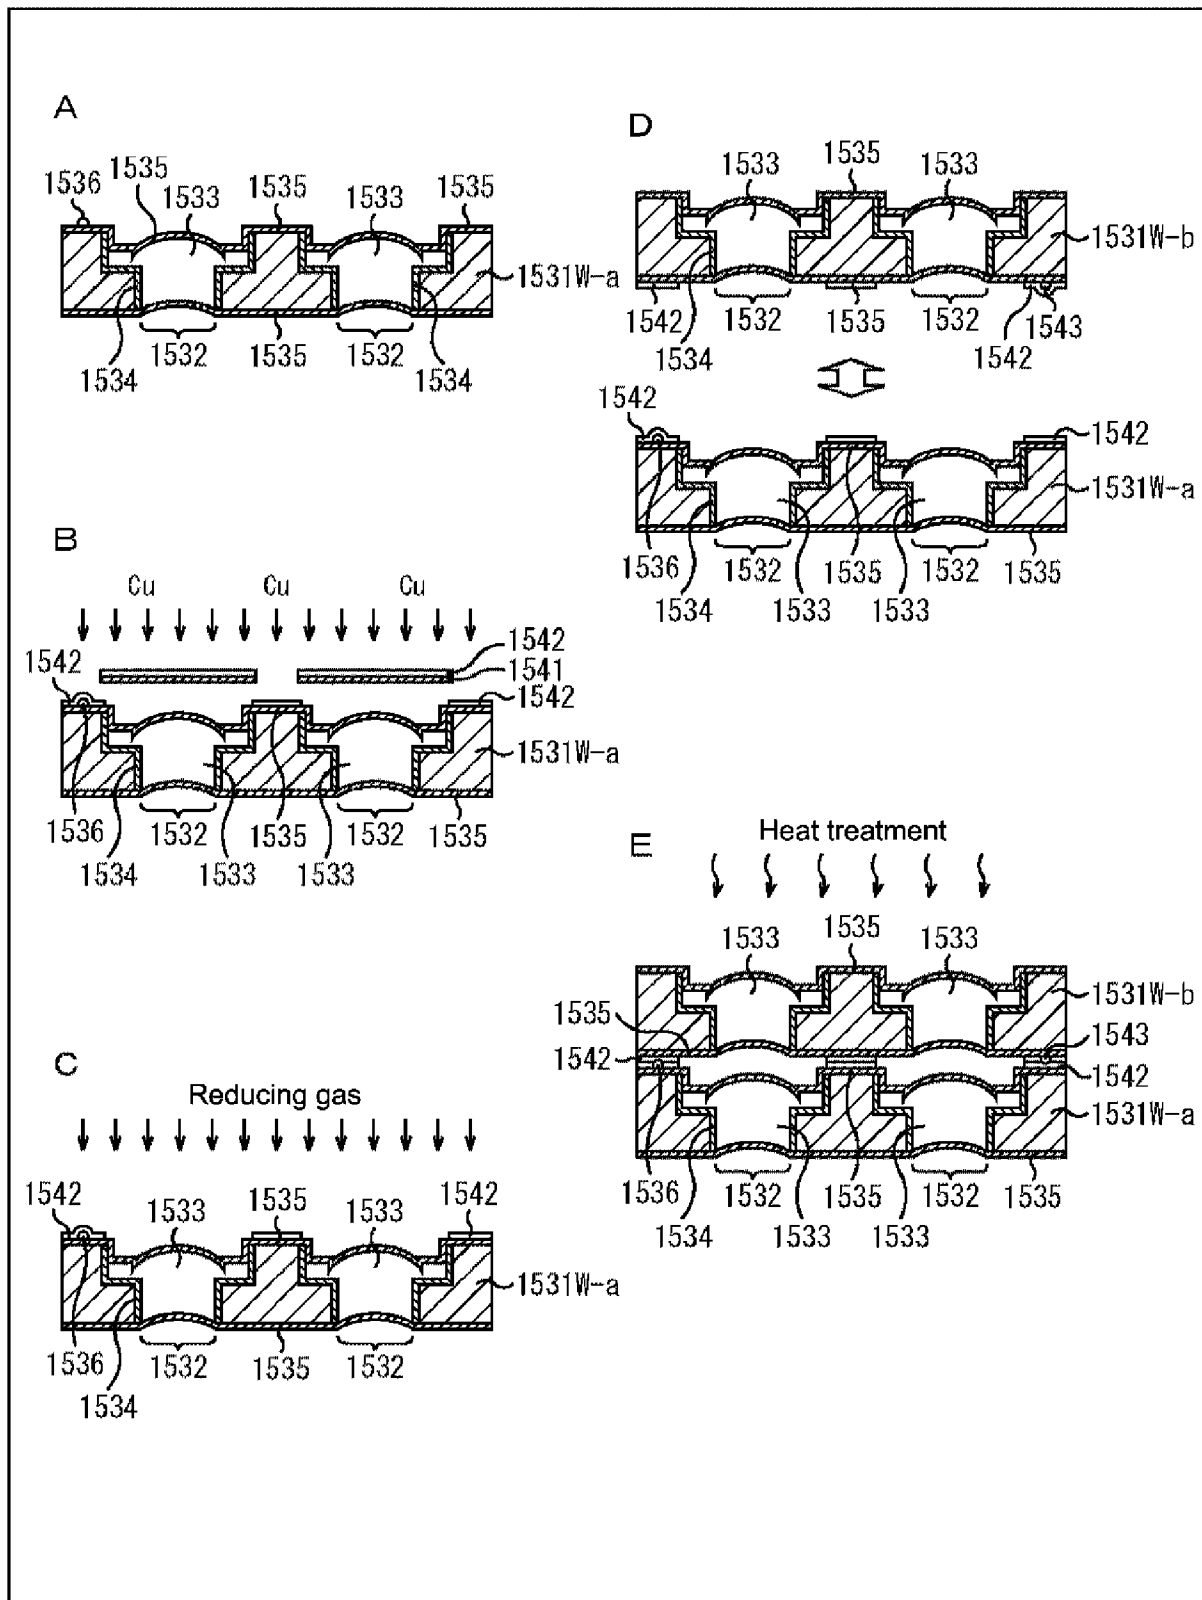 A
1536 1535 1533 1535 1533 1535
1531W-a
1532 1535 1532
1534 1534
B
Cu Cu Cu
1542
1541
1542 1542
1531W-a
1536 1532 1535 1532 1535
1534 1533 1533
C
Reducing gas
1542 1533 1535 1533 1542
1531W-a
1536 1532 1535 1532
1534
D
1533 1535 1533
1531W-b
1542 1532 1535 1532 1543
1534 1542
1542 1542
1531W-a
1536 1532 1535 1532 1535
1534 1533 1533
E
Heat treatment
1533 1535 1533
1531W-b
1535 1543
1542 1542
1531W-a
1536 1532 1535 1532 1535
1534 1533 1533